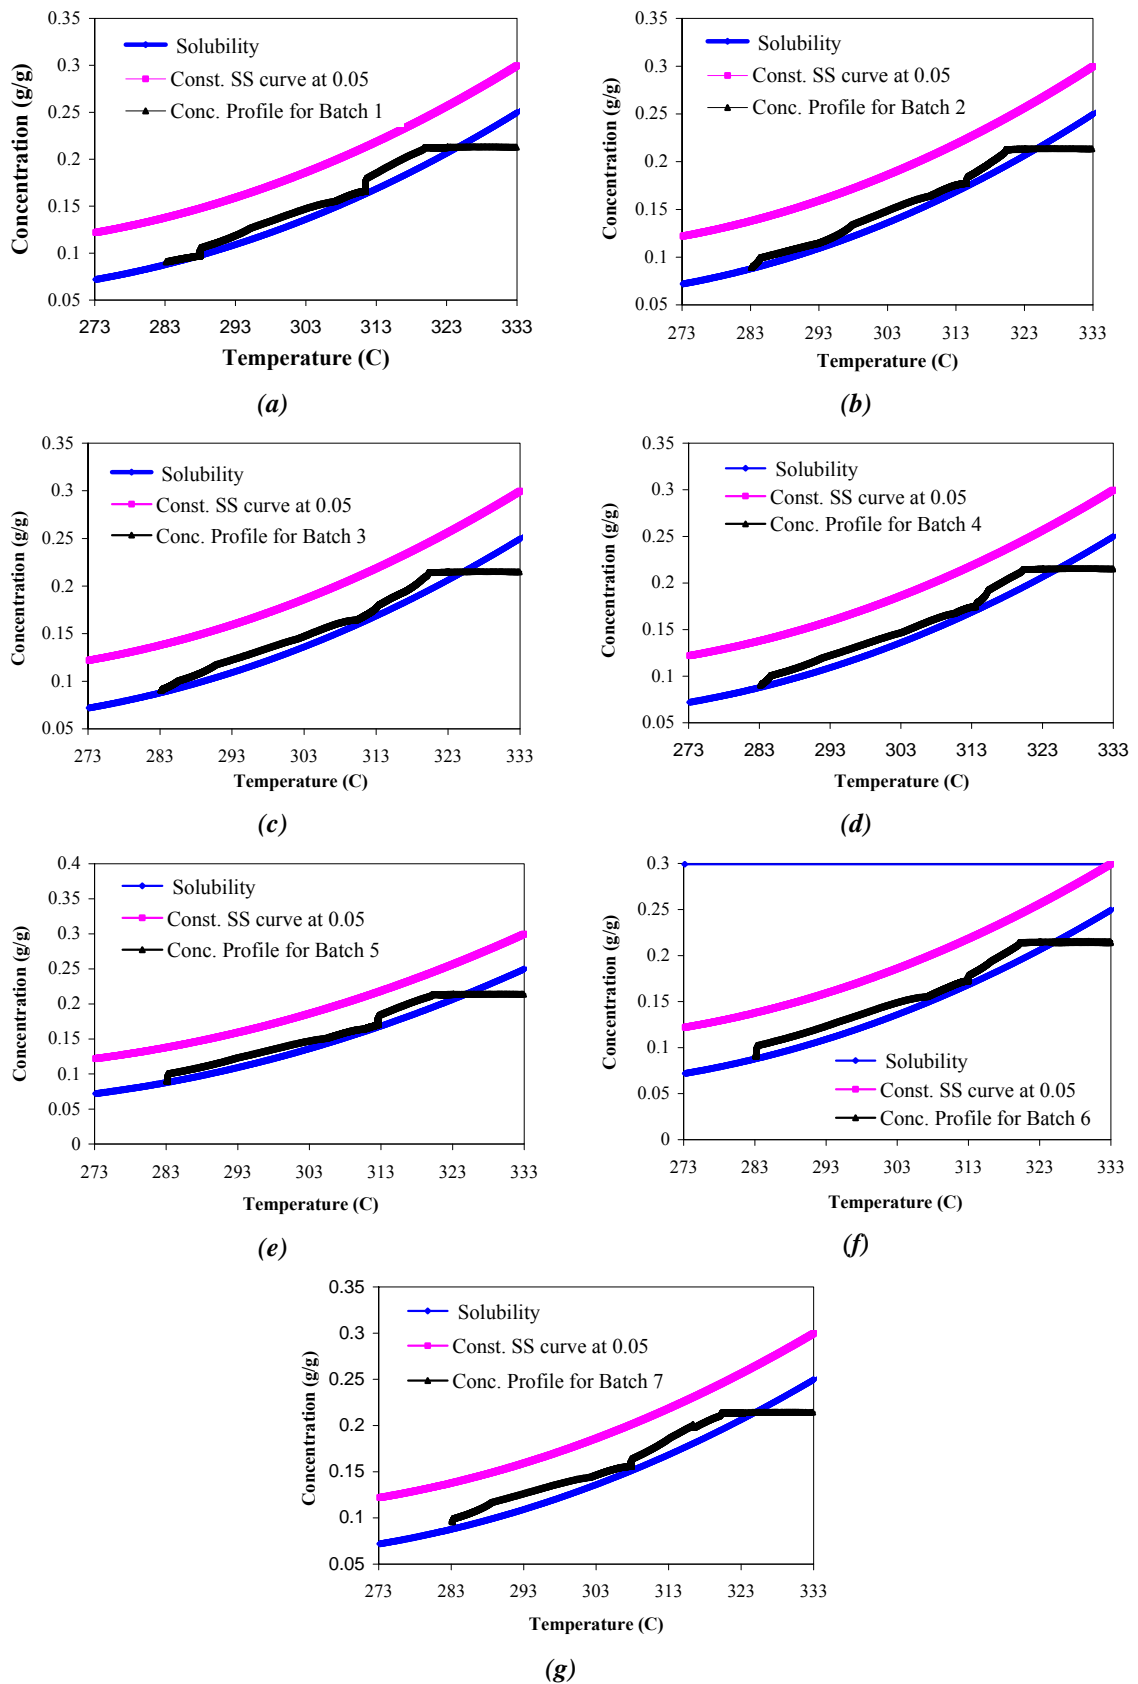 0.35
0.3
0.25
0.2
0.15
0.1
0.05
Concentration (g/g)
Solubility
Const. SS curve at 0.05
Conc. Profile for Batch 1
273 283 293 303 313 323 333
Temperature (C)
(a)
0.35
0.3
0.25
0.2
0.15
0.1
0.05
Concentration (g/g)
Solubility
Const. SS curve at 0.05
Conc. Profile for Batch 2
273 283 293 303 313 323 333
Temperature (C)
(b)
0.35
0.3
0.25
0.2
0.15
0.1
0.05
Concentration (g/g)
Solubility
Const. SS curve at 0.05
Conc. Profile for Batch 3
273 283 293 303 313 323 333
Temperature (C)
(c)
0.35
0.3
0.25
0.2
0.15
0.1
0.05
Concentration (g/g)
Solubility
Const. SS curve at 0.05
Conc. Profile for Batch 4
273 283 293 303 313 323 333
Temperature (C)
(d)
0.4
0.35
0.3
0.25
0.2
0.15
0.1
0.05
0
Concentration (g/g)
Solubility
Const. SS curve at 0.05
Conc. Profile for Batch 5
273 283 293 303 313 323 333
Temperature (C)
(e)
0.3
0.25
0.2
0.15
0.1
0.05
0
Concentration (g/g)
Solubility
Const. SS curve at 0.05
Conc. Profile for Batch 6
273 283 293 303 313 323 333
Temperature (C)
(f)
0.35
0.3
0.25
0.2
0.15
0.1
0.05
Concentration (g/g)
Solubility
Const. SS curve at 0.05
Conc. Profile for Batch 7
273 283 293 303 313 323 333
Temperature (C)
(g)